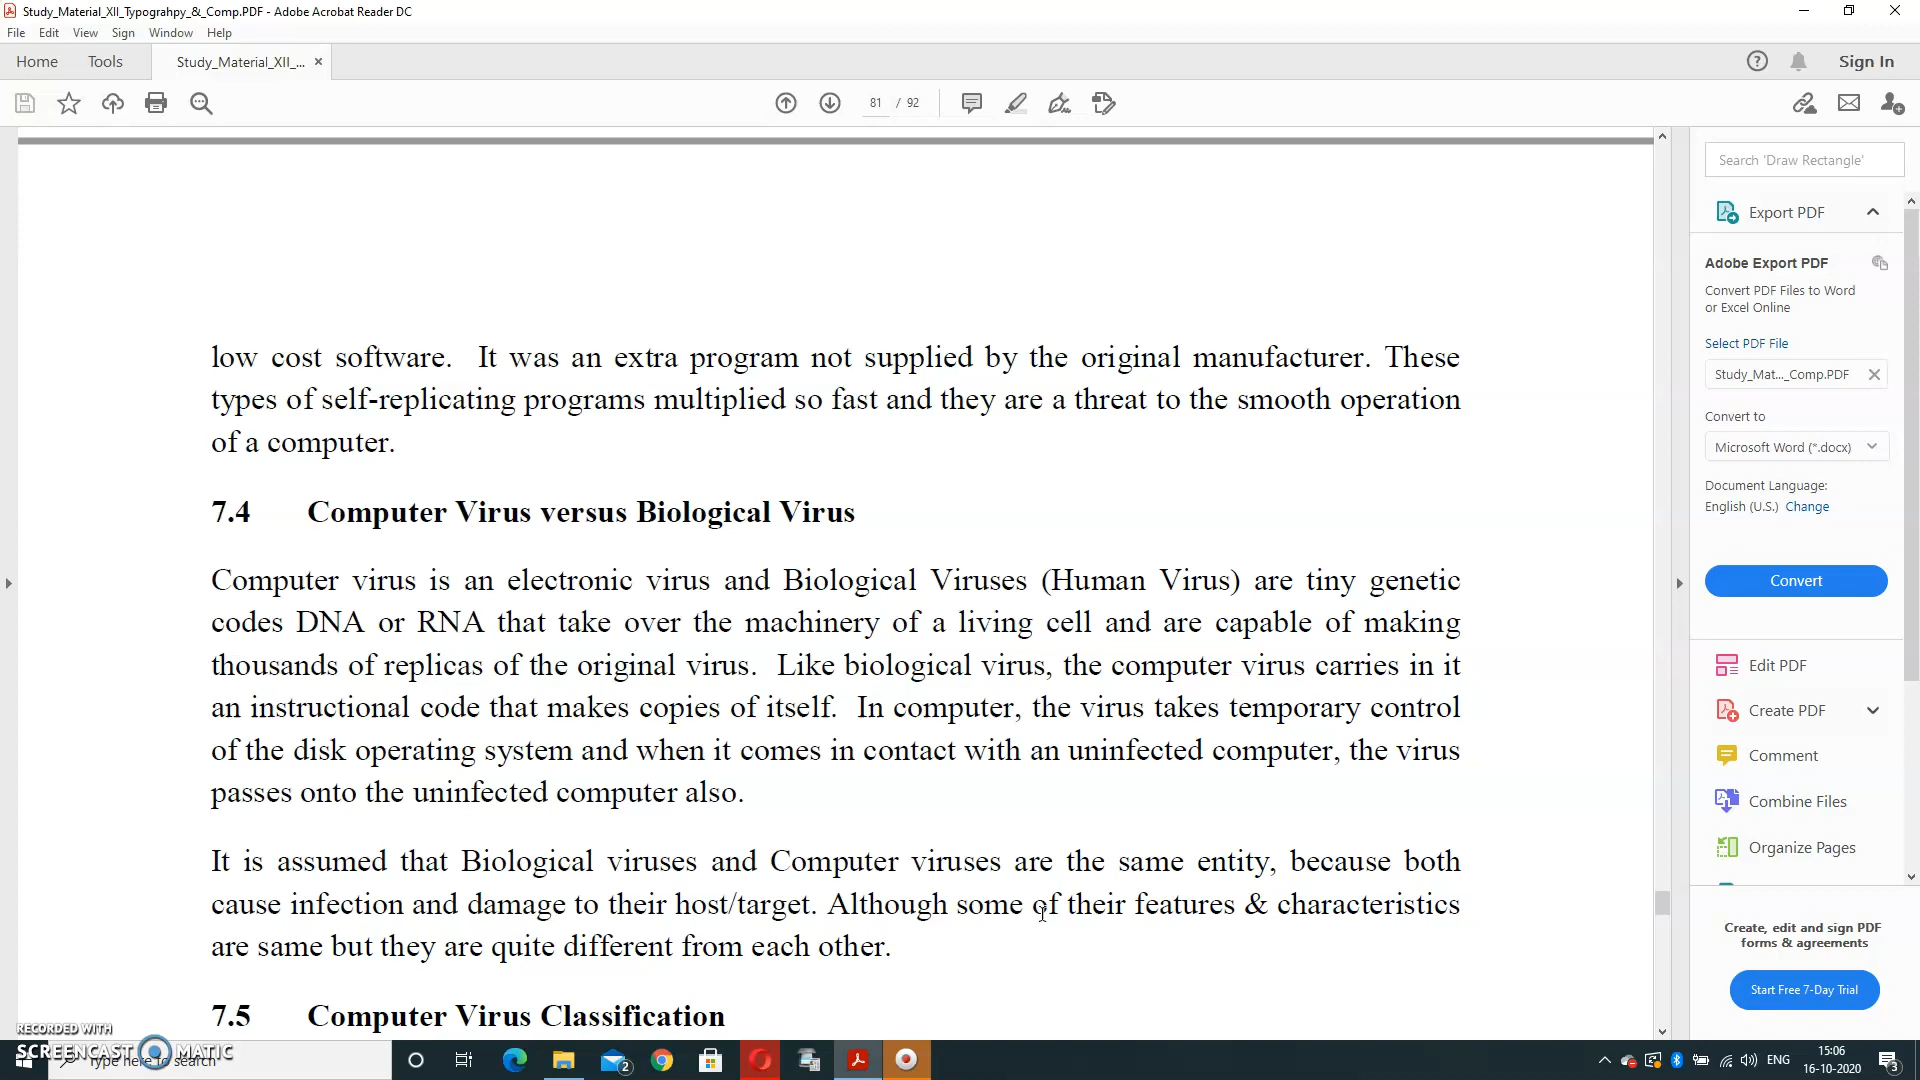 Study_Material_XII_Typograhpy_&_Comp.PDF - Adobe Acrobat Reader DC
File Edit View Sign Window Help
Home Tools Study_Material_XII_... × Sign In
81 / 92
Search 'Draw Rectangle'
Export PDF
Adobe Export PDF
Convert PDF Files to Word
or Excel Online
Select PDF File
Study_Mat..._Comp.PDF
Convert to
Microsoft Word (*.docx)
Document Language:
English (U.S.) Change
Convert
Edit PDF
Create PDF
Comment
Combine Files
Organize Pages
Create, edit and sign PDF
forms & agreements
Start Free 7-Day Trial
low cost software. It was an extra program not supplied by the original manufacturer. These
types of self-replicating programs multiplied so fast and they are a threat to the smooth operation
of a computer.
7.4 Computer Virus versus Biological Virus
Computer virus is an electronic virus and Biological Viruses (Human Virus) are tiny genetic
codes DNA or RNA that take over the machinery of a living cell and are capable of making
thousands of replicas of the original virus. Like biological virus, the computer virus carries in it
an instructional code that makes copies of itself. In computer, the virus takes temporary control
of the disk operating system and when it comes in contact with an uninfected computer, the virus
passes onto the uninfected computer also.
It is assumed that Biological viruses and Computer viruses are the same entity, because both
cause infection and damage to their host/target. Although some of their features & characteristics
are same but they are quite different from each other.
7.5 Computer Virus Classification
RECORDED WITH
SCREENCAST MATIC
Type here to search
2
ENG
15:06
16-10-2020
3